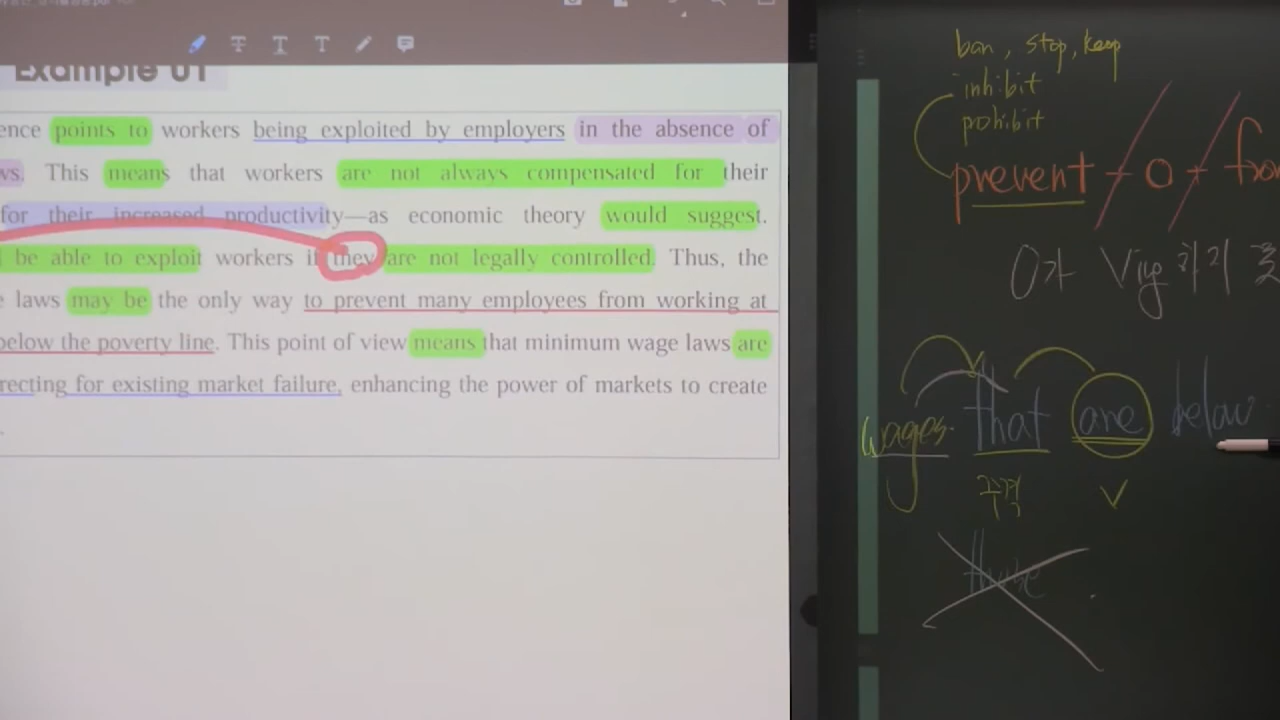 Example 01
ence points to workers being exploited by employers in the absence of
ws. This means that workers are not always compensated for their
for their increased productivity—as economic theory would suggest.
be able to exploit workers if they are not legally controlled. Thus, the
e laws may be the only way to prevent many employees from working at
below the poverty line. This point of view means that minimum wage laws are
recting for existing market failure, enhancing the power of markets to create
ban, stop, keep
inhibit
prohibit
prevent + O + from
O가 Ving 하기
wages. that are below
주격 V